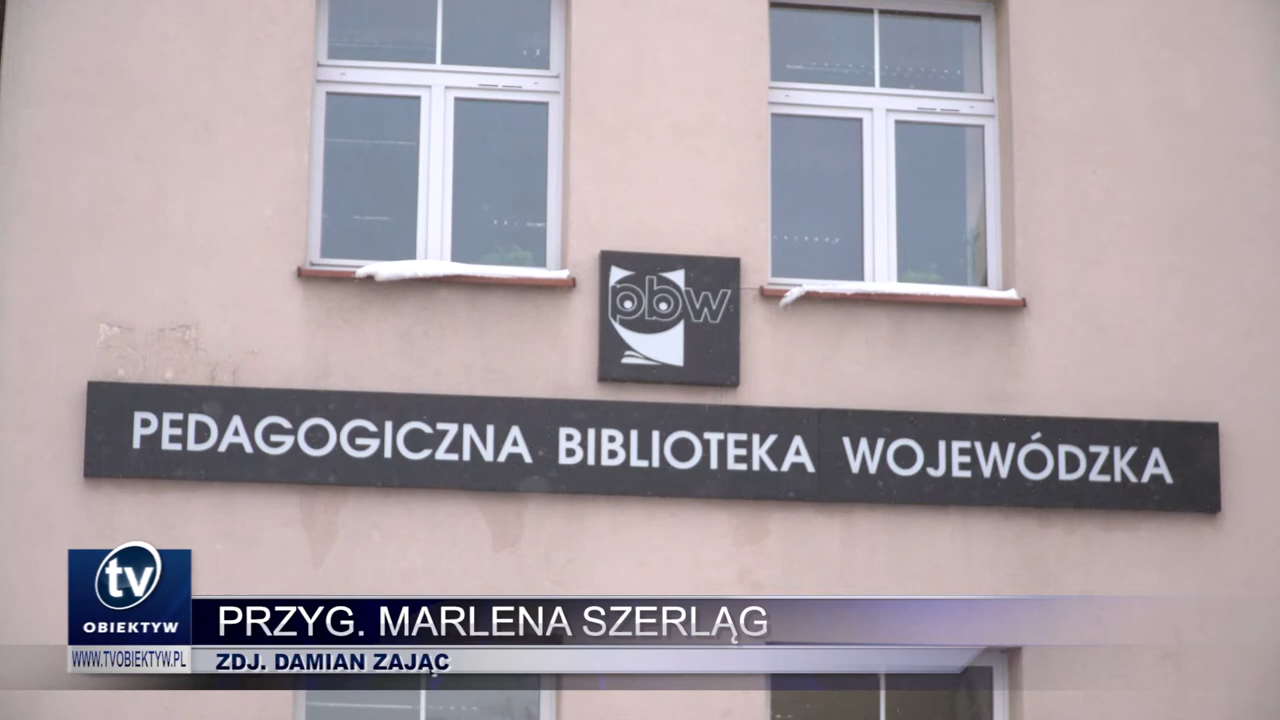 pbw
PEDAGOGICZNA BIBLIOTEKA WOJEWÓDZKA
tv
OBIEKTYW
WWW.TVOBIEKTYW.PL
PRZYG. MARLENA SZERLĄG
ZDJ. DAMIAN ZAJĄC